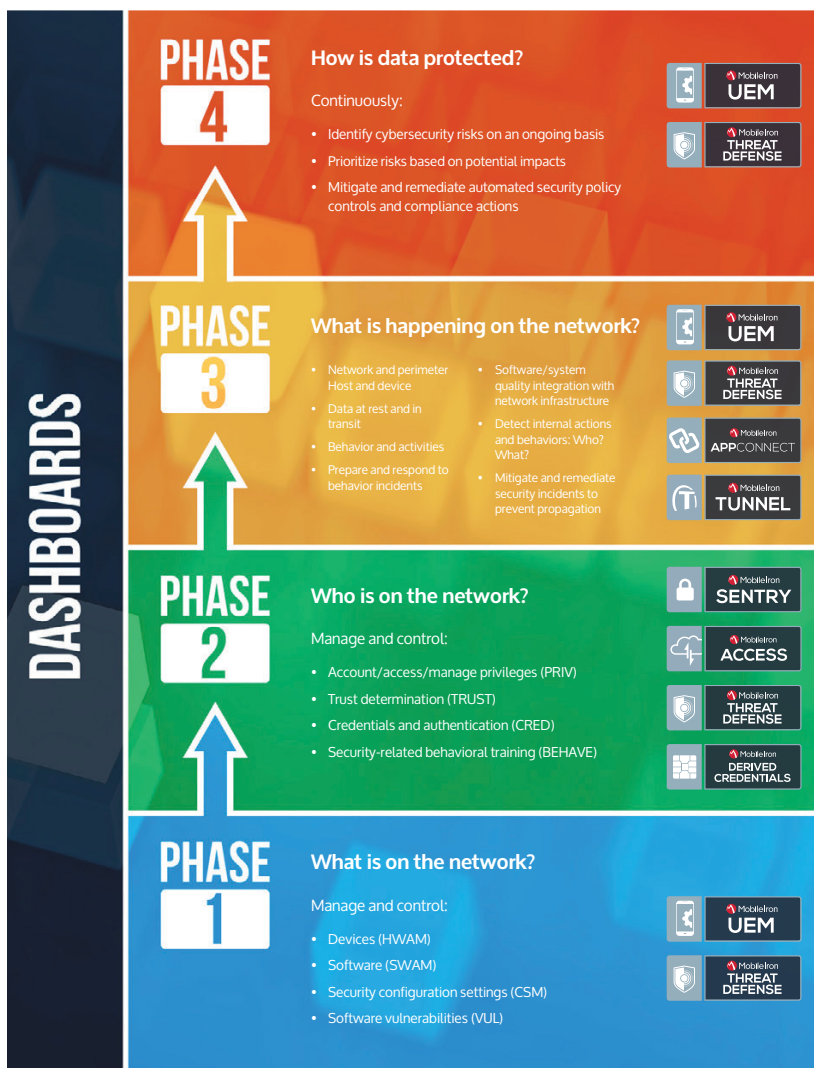 DASHBOARDS
PHASE
4
How is data protected?
Continuously:
• Identify cybersecurity risks on an ongoing basis
• Prioritize risks based on potential impacts
• Mitigate and remediate automated security policy
controls and compliance actions
MobileIron
UEM
MobileIron
THREAT
DEFENSE
PHASE
3
What is happening on the network?
• Network and perimeter
Host and device
• Data at rest and in
transit
• Behavior and activities
• Prepare and respond to
behavior incidents
• Software/system
quality integration with
network infrastructure
• Detect internal actions
and behaviors: Who?
What?
• Mitigate and remediate
security incidents to
prevent propagation
MobileIron
UEM
MobileIron
THREAT
DEFENSE
MobileIron
APPCONNECT
MobileIron
TUNNEL
PHASE
2
Who is on the network?
Manage and control:
• Account/access/manage privileges (PRIV)
• Trust determination (TRUST)
• Credentials and authentication (CRED)
• Security-related behavioral training (BEHAVE)
MobileIron
SENTRY
MobileIron
ACCESS
MobileIron
THREAT
DEFENSE
MobileIron
DERIVED
CREDENTIALS
PHASE
1
What is on the network?
Manage and control:
• Devices (HWAM)
• Software (SWAM)
• Security configuration settings (CSM)
• Software vulnerabilities (VUL)
MobileIron
UEM
MobileIron
THREAT
DEFENSE